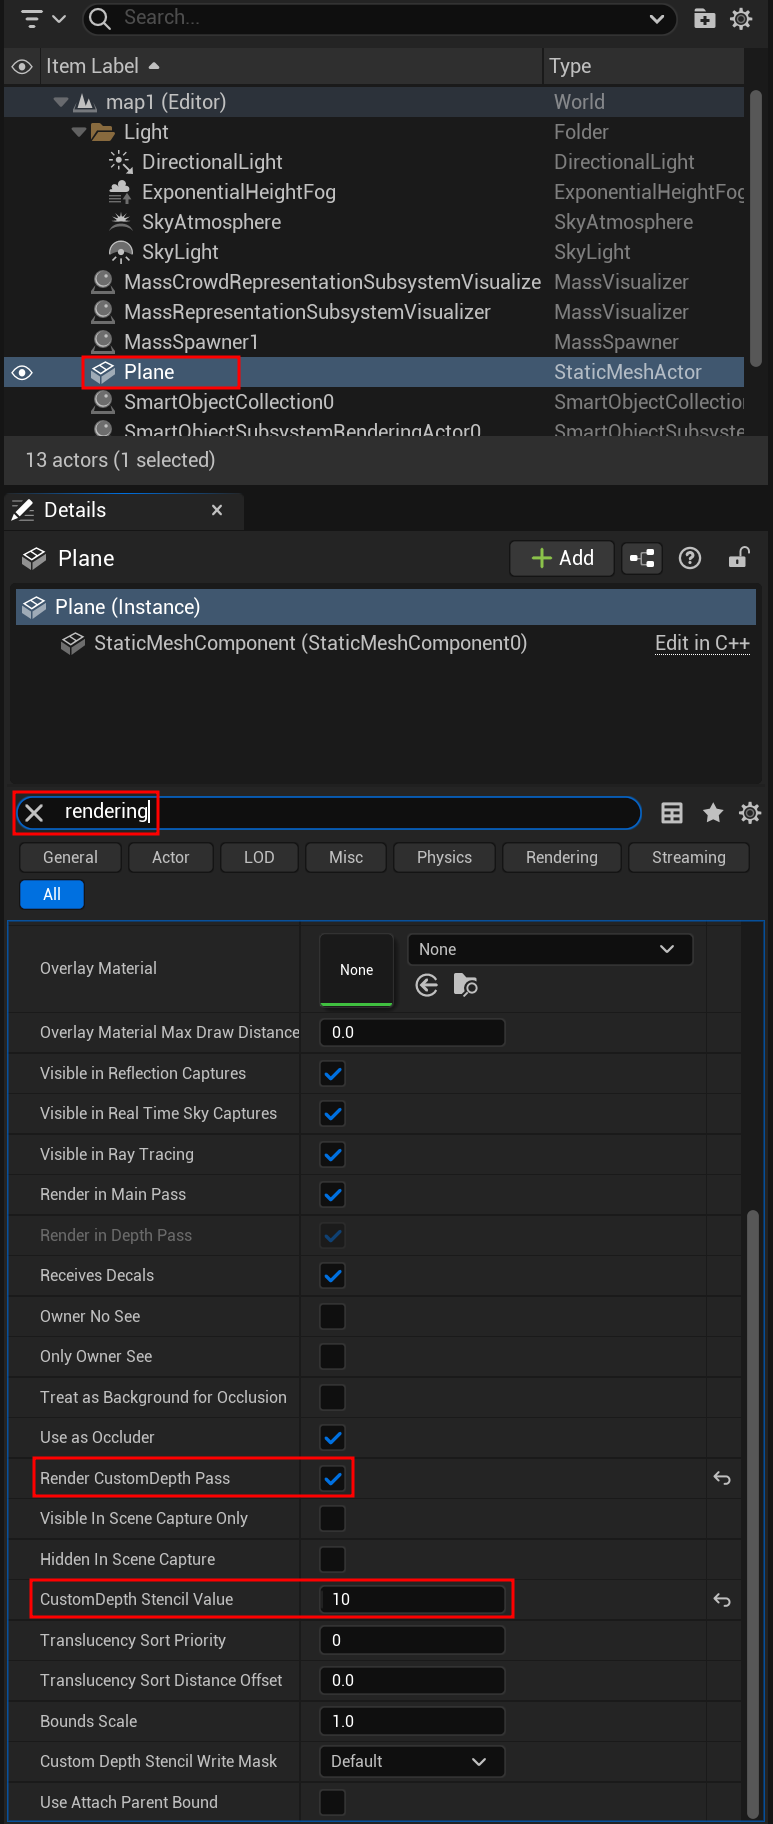 Search...
Item Label Type
map1 (Editor) World
Light Folder
DirectionalLight DirectionalLight
ExponentialHeightFog ExponentialHeightFog
SkyAtmosphere SkyAtmosphere
SkyLight SkyLight
MassCrowdRepresentationSubsystemVisualize MassVisualizer
MassRepresentationSubsystemVisualizer MassVisualizer
MassSpawner1 MassSpawner
Plane StaticMeshActor
SmartObjectCollection0 SmartObjectCollection
SmartObjectSubsystemRenderingActor0 SmartObjectSubsyste
13 actors (1 selected)
Details
Plane Add
Plane (Instance)
StaticMeshComponent (StaticMeshComponent0) Edit in C++
rendering
General Actor LOD Misc Physics Rendering Streaming
All
Overlay Material None None
Overlay Material Max Draw Distance 0.0
Visible in Reflection Captures
Visible in Real Time Sky Captures
Visible in Ray Tracing
Render in Main Pass
Render in Depth Pass
Receives Decals
Owner No See
Only Owner See
Treat as Background for Occlusion
Use as Occluder
Render CustomDepth Pass
Visible In Scene Capture Only
Hidden In Scene Capture
CustomDepth Stencil Value 10
Translucency Sort Priority 0
Translucency Sort Distance Offset 0.0
Bounds Scale 1.0
Custom Depth Stencil Write Mask Default
Use Attach Parent Bound